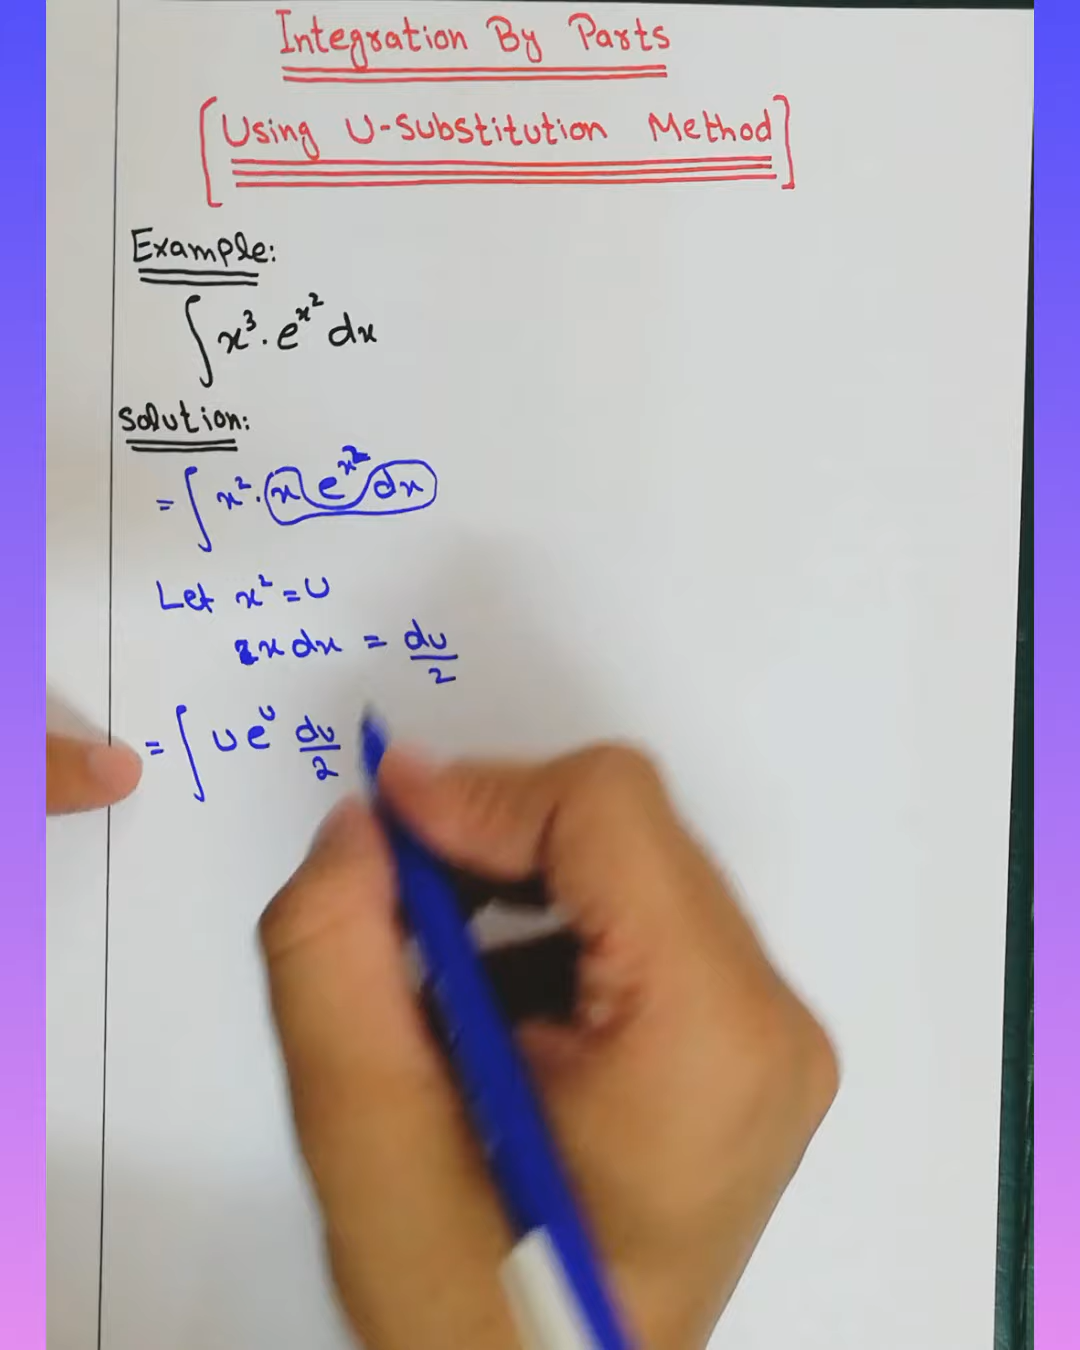 Integration By Parts
[Using U-Substitution Method]
Example:
∫ x³ · e^{x²} dx
Solution:
= ∫ x² · x e^{x²} dx
Let x² = U
x dx = du/2
= ∫ U e^U du/2